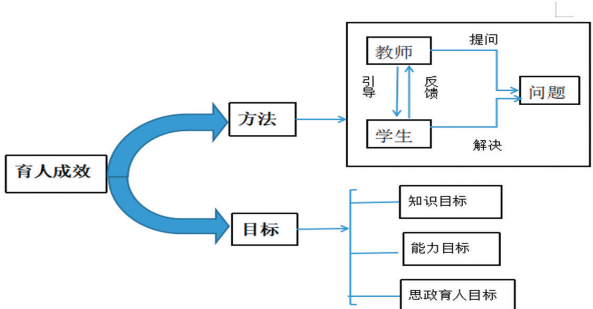 提问
教师
引导
反馈
问题
方法
学生
解决
育人成效
知识目标
目标
能力目标
思政育人目标